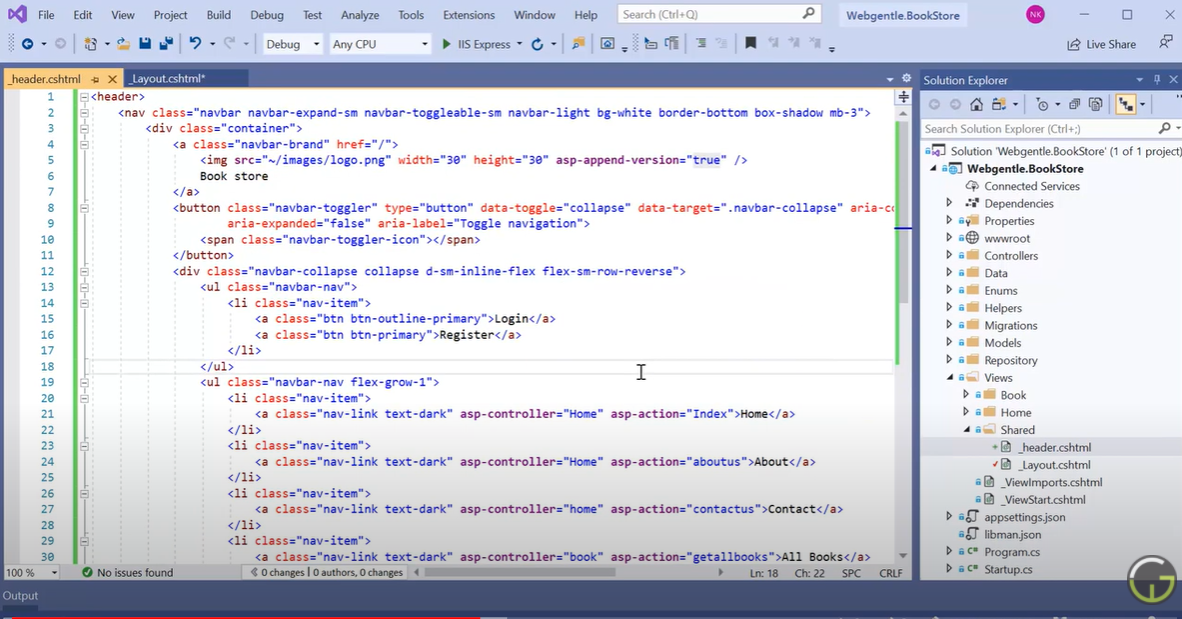 File Edit View Project Build Debug Test Analyze Tools Extensions Window Help Search (Ctrl+Q) Webgentle.BookStore NK
Debug Any CPU IIS Express Live Share
_header.cshtml _Layout.cshtml*
1 <header>
2 <nav class="navbar navbar-expand-sm navbar-toggleable-sm navbar-light bg-white border-bottom box-shadow mb-3">
3 <div class="container">
4 <a class="navbar-brand" href="/">
5 <img src="~/images/logo.png" width="30" height="30" asp-append-version="true" />
6 Book store
7 </a>
8 <button class="navbar-toggler" type="button" data-toggle="collapse" data-target=".navbar-collapse" aria-co
9 aria-expanded="false" aria-label="Toggle navigation">
10 <span class="navbar-toggler-icon"></span>
11 </button>
12 <div class="navbar-collapse collapse d-sm-inline-flex flex-sm-row-reverse">
13 <ul class="navbar-nav">
14 <li class="nav-item">
15 <a class="btn btn-outline-primary">Login</a>
16 <a class="btn btn-primary">Register</a>
17 </li>
18 </ul>
19 <ul class="navbar-nav flex-grow-1">
20 <li class="nav-item">
21 <a class="nav-link text-dark" asp-controller="Home" asp-action="Index">Home</a>
22 </li>
23 <li class="nav-item">
24 <a class="nav-link text-dark" asp-controller="Home" asp-action="aboutus">About</a>
25 </li>
26 <li class="nav-item">
27 <a class="nav-link text-dark" asp-controller="home" asp-action="contactus">Contact</a>
28 </li>
29 <li class="nav-item">
30 <a class="nav-link text-dark" asp-controller="book" asp-action="getallbooks">All Books</a>
100 % No issues found 0 changes | 0 authors, 0 changes Ln: 18 Ch: 22 SPC CRLF
Output
Solution Explorer
Search Solution Explorer (Ctrl+;)
Solution 'Webgentle.BookStore' (1 of 1 project)
Webgentle.BookStore
Connected Services
Dependencies
Properties
wwwroot
Controllers
Data
Enums
Helpers
Migrations
Models
Repository
Views
Book
Home
Shared
_header.cshtml
_Layout.cshtml
_ViewImports.cshtml
_ViewStart.cshtml
appsettings.json
libman.json
Program.cs
Startup.cs